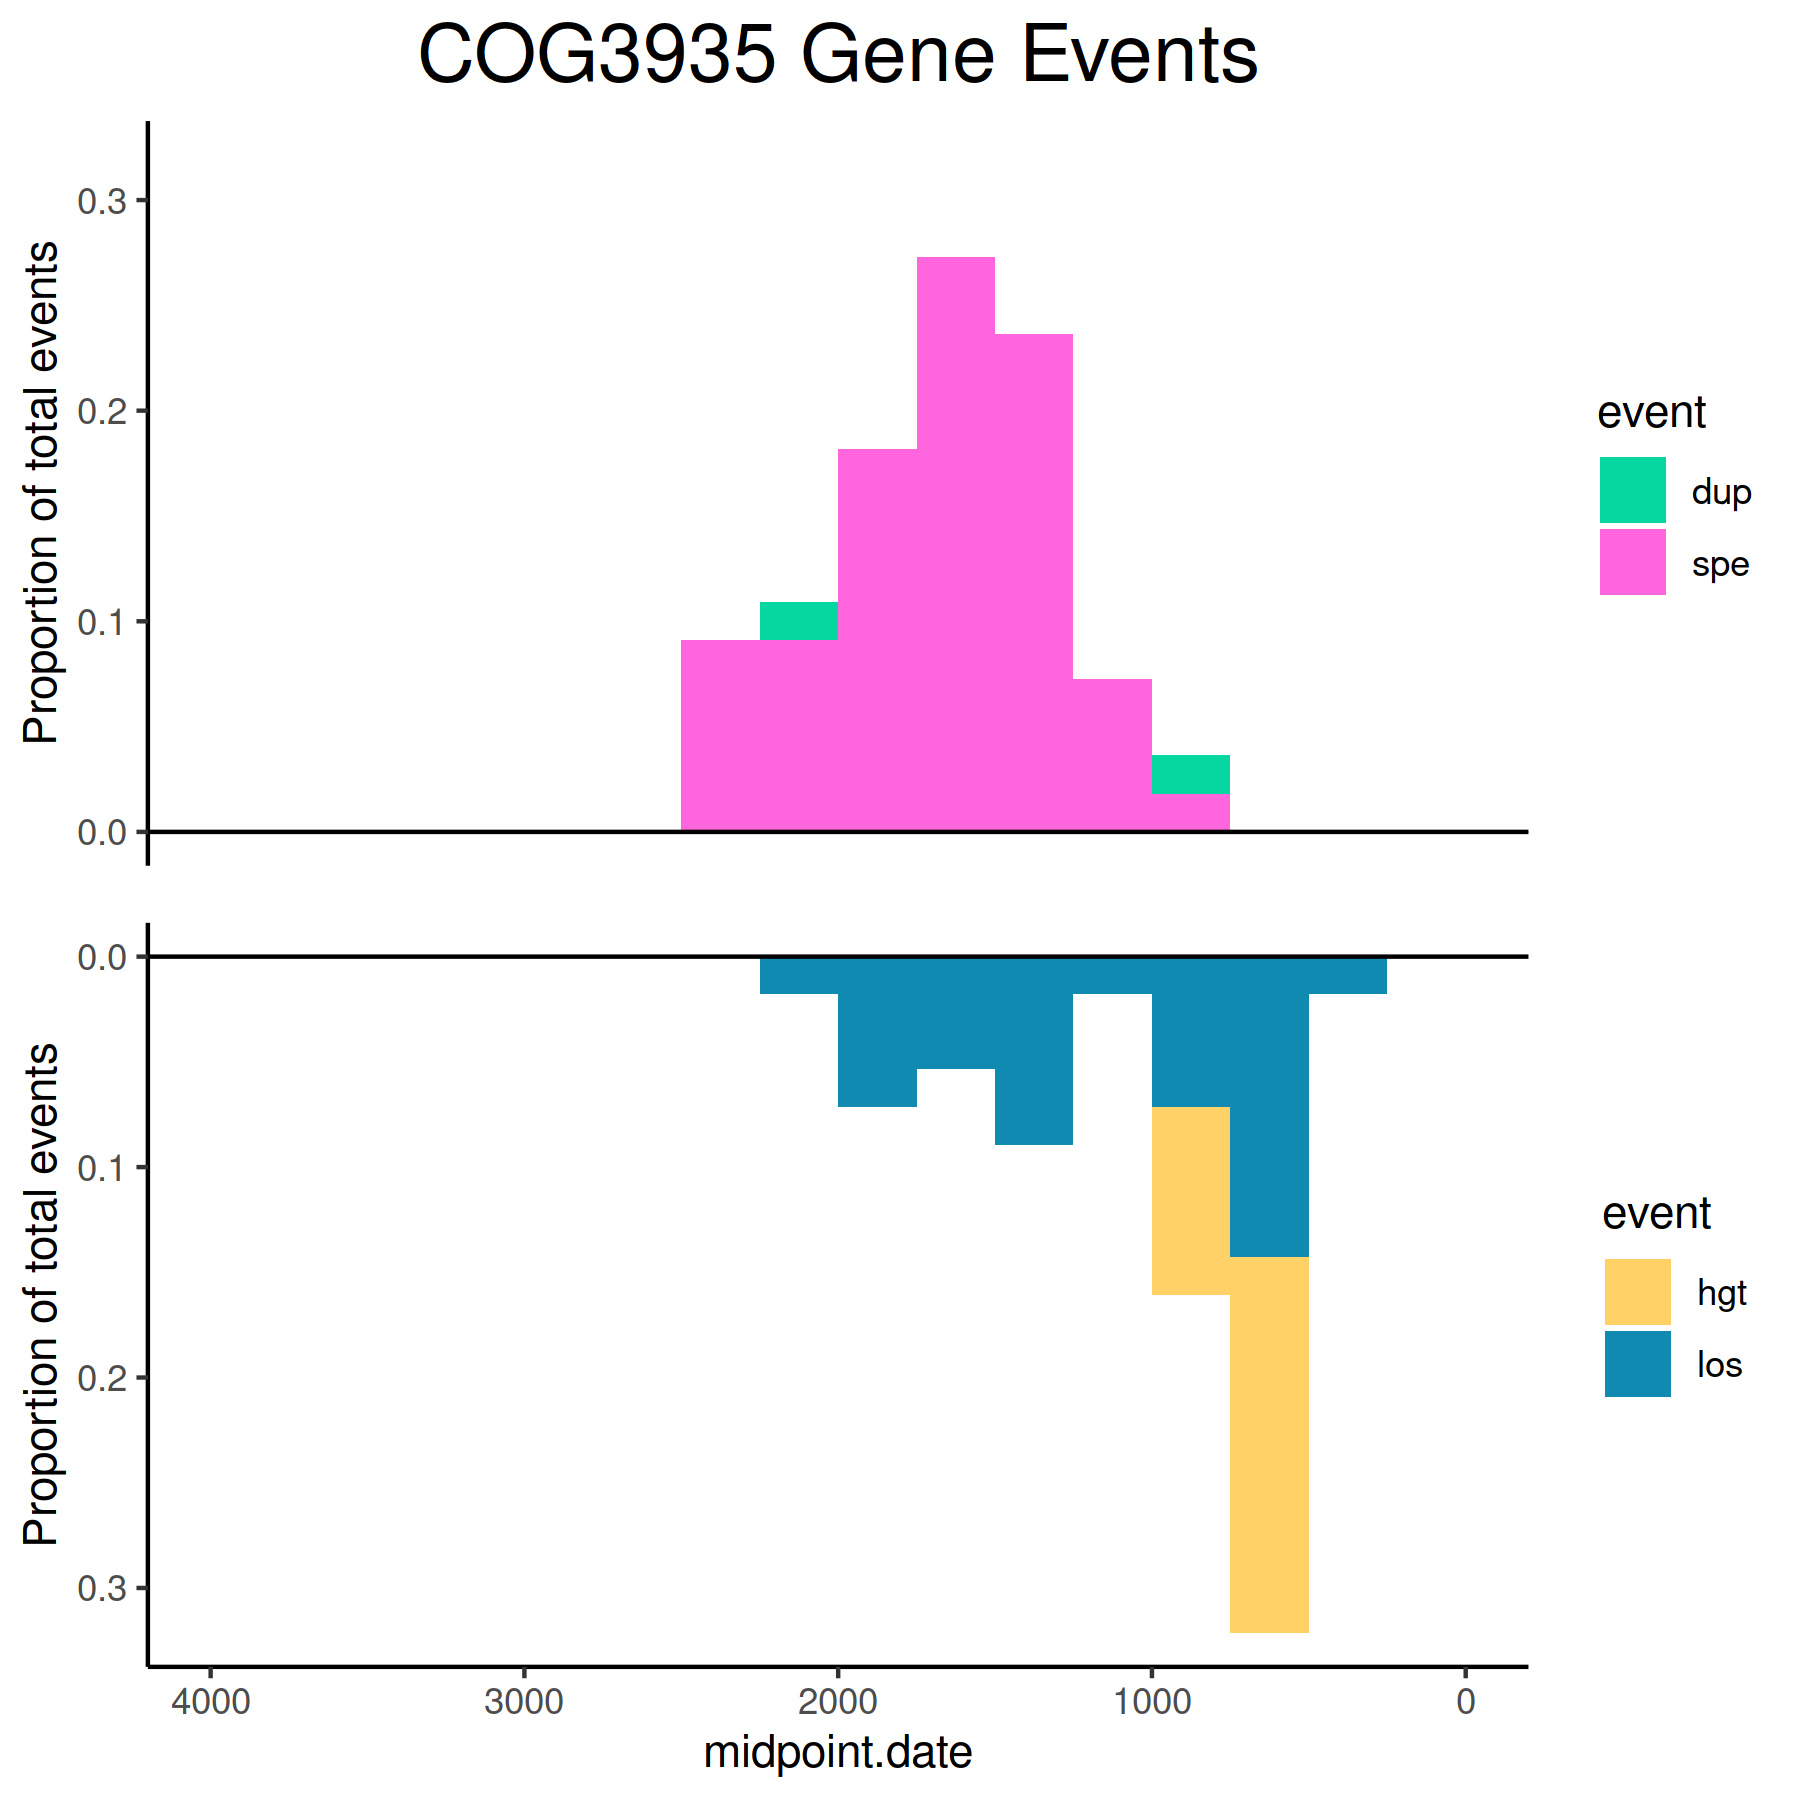 COG3935 Gene Events
Proportion of total events
0.3
0.2
0.1
0.0
event
dup
spe
Proportion of total events
0.0
0.1
0.2
0.3
event
hgt
los
4000 3000 2000 1000 0
midpoint.date